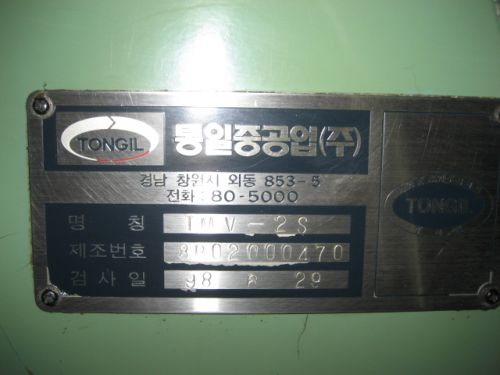 TONGIL
통일중공업(주)
경남 창원시 외동 853-5
전화 : 80-5000
명 칭 TMV-2S
제조번호
검사일 98 8 29
TONGIL